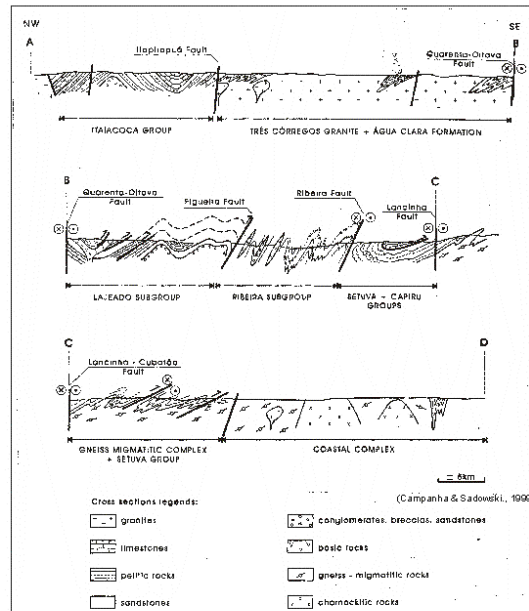 NW SE
A B
Itapirapuã Fault
Quarenta-Oitava
Fault
ITAIACOCA GROUP
TRÊS CÓRREGOS GRANITE + ÁGUA CLARA FORMATION
B C
Quarenta-Oitava
Fault
Figueira Fault
Ribeira Fault
Lancinha
Fault
LAJEADO SUBGROUP
RIBEIRA SUBGROUP
SETUVA - CAPIRU
GROUPS
C D
Lancinha - Cubatão
Fault
GNEISS MIGMATITIC COMPLEX
+ SETUVA GROUP
COASTAL COMPLEX
6km
Cross sections legends:
(Campanha & Sadowski,
granites
conglomerates, breccias, sandstones
limestones
basic rocks
pelitic rocks
gneiss - migmatitic rocks
sandstones
charnockitic rocks